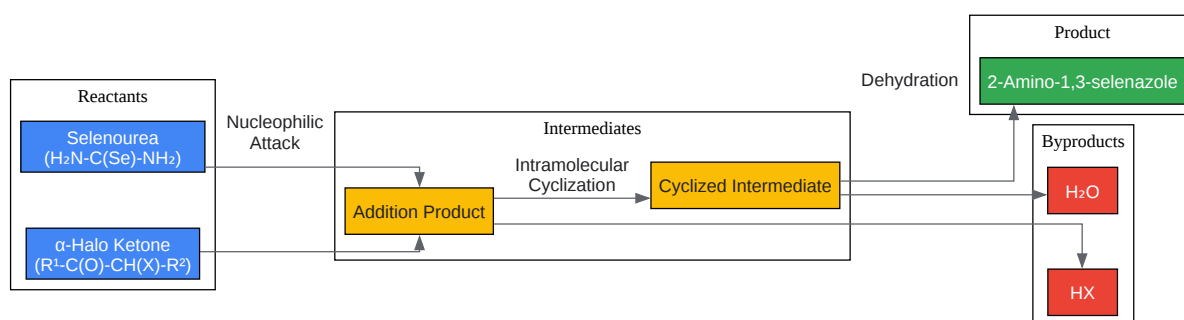 Reactants
Selenourea
(H₂N-C(Se)-NH₂)
α-Halo Ketone
(R¹-C(O)-CH(X)-R²)
Nucleophilic
Attack
Intermediates
Addition Product
Intramolecular
Cyclization
Cyclized Intermediate
Dehydration
Product
2-Amino-1,3-selenazole
Byproducts
H₂O
HX